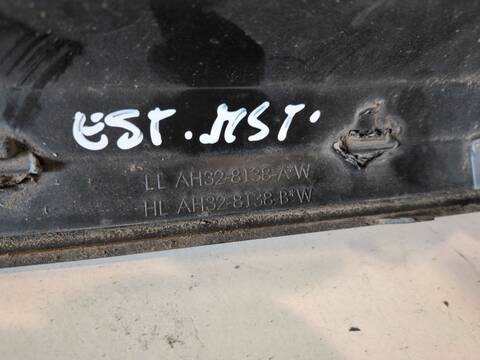 EST. MST.
LL AH32-8138-A*W
HL AH32-8138-B*W